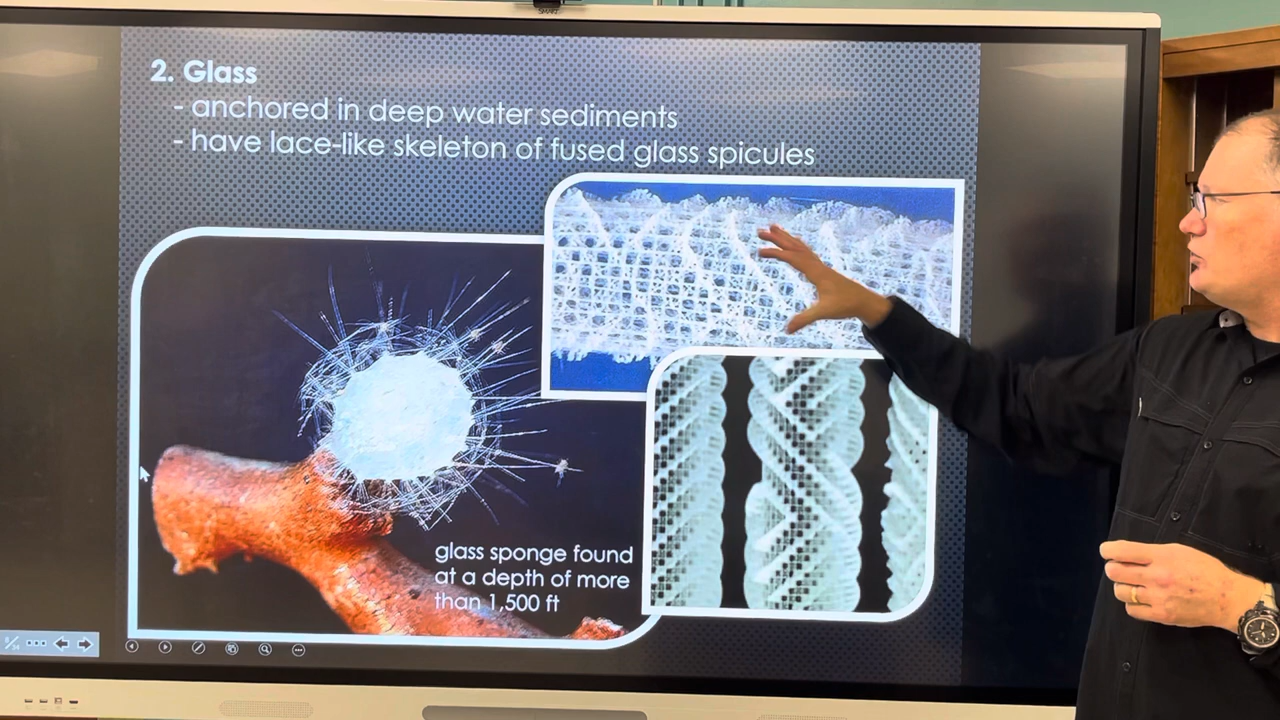 SMART
2. Glass
- anchored in deep water sediments
- have lace-like skeleton of fused glass spicules
glass sponge found
at a depth of more
than 1,500 ft